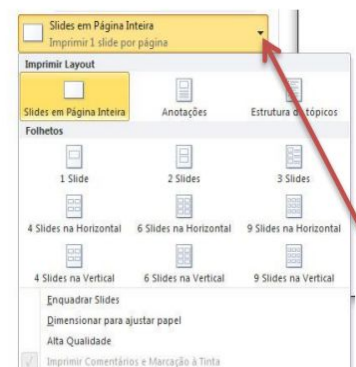 Slides em Página Inteira
Imprimir 1 slide por página
Imprimir Layout
Slides em Página Inteira Anotações Estrutura de tópicos
Folhetos
1 Slide 2 Slides 3 Slides
4 Slides na Horizontal 6 Slides na Horizontal 9 Slides na Horizontal
4 Slides na Vertical 6 Slides na Vertical 9 Slides na Vertical
Enquadrar Slides
Dimensionar para ajustar papel
Alta Qualidade
Imprimir Comentários e Marcação à Tinta